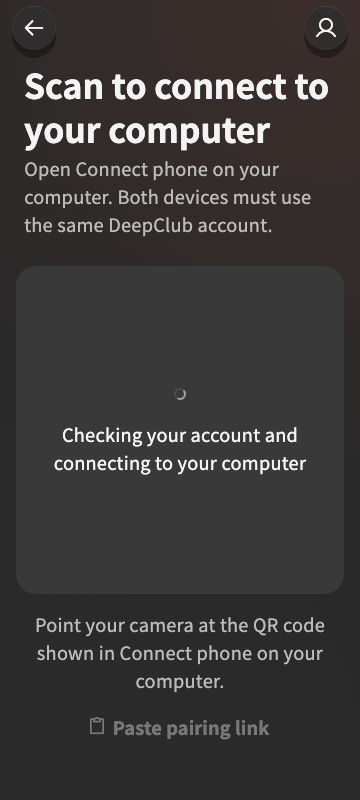 Scan to connect to
your computer
Open Connect phone on your
computer. Both devices must use
the same DeepClub account.
Checking your account and
connecting to your computer
Point your camera at the QR code
shown in Connect phone on your
computer.
Paste pairing link